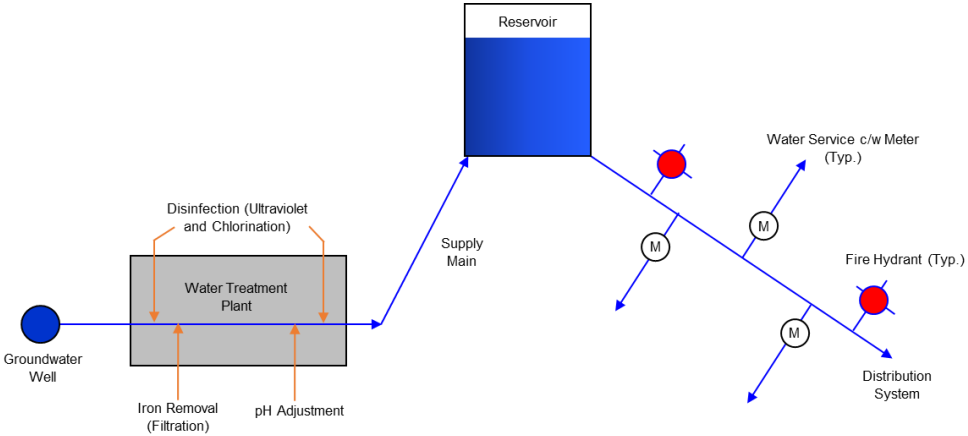 Reservoir
Water Service c/w Meter
(Typ.)
Disinfection (Ultraviolet
and Chlorination)
M
M
Supply
Main
Fire Hydrant (Typ.)
Water Treatment
Plant
M
Groundwater
Well
Distribution
System
Iron Removal
(Filtration)
pH Adjustment